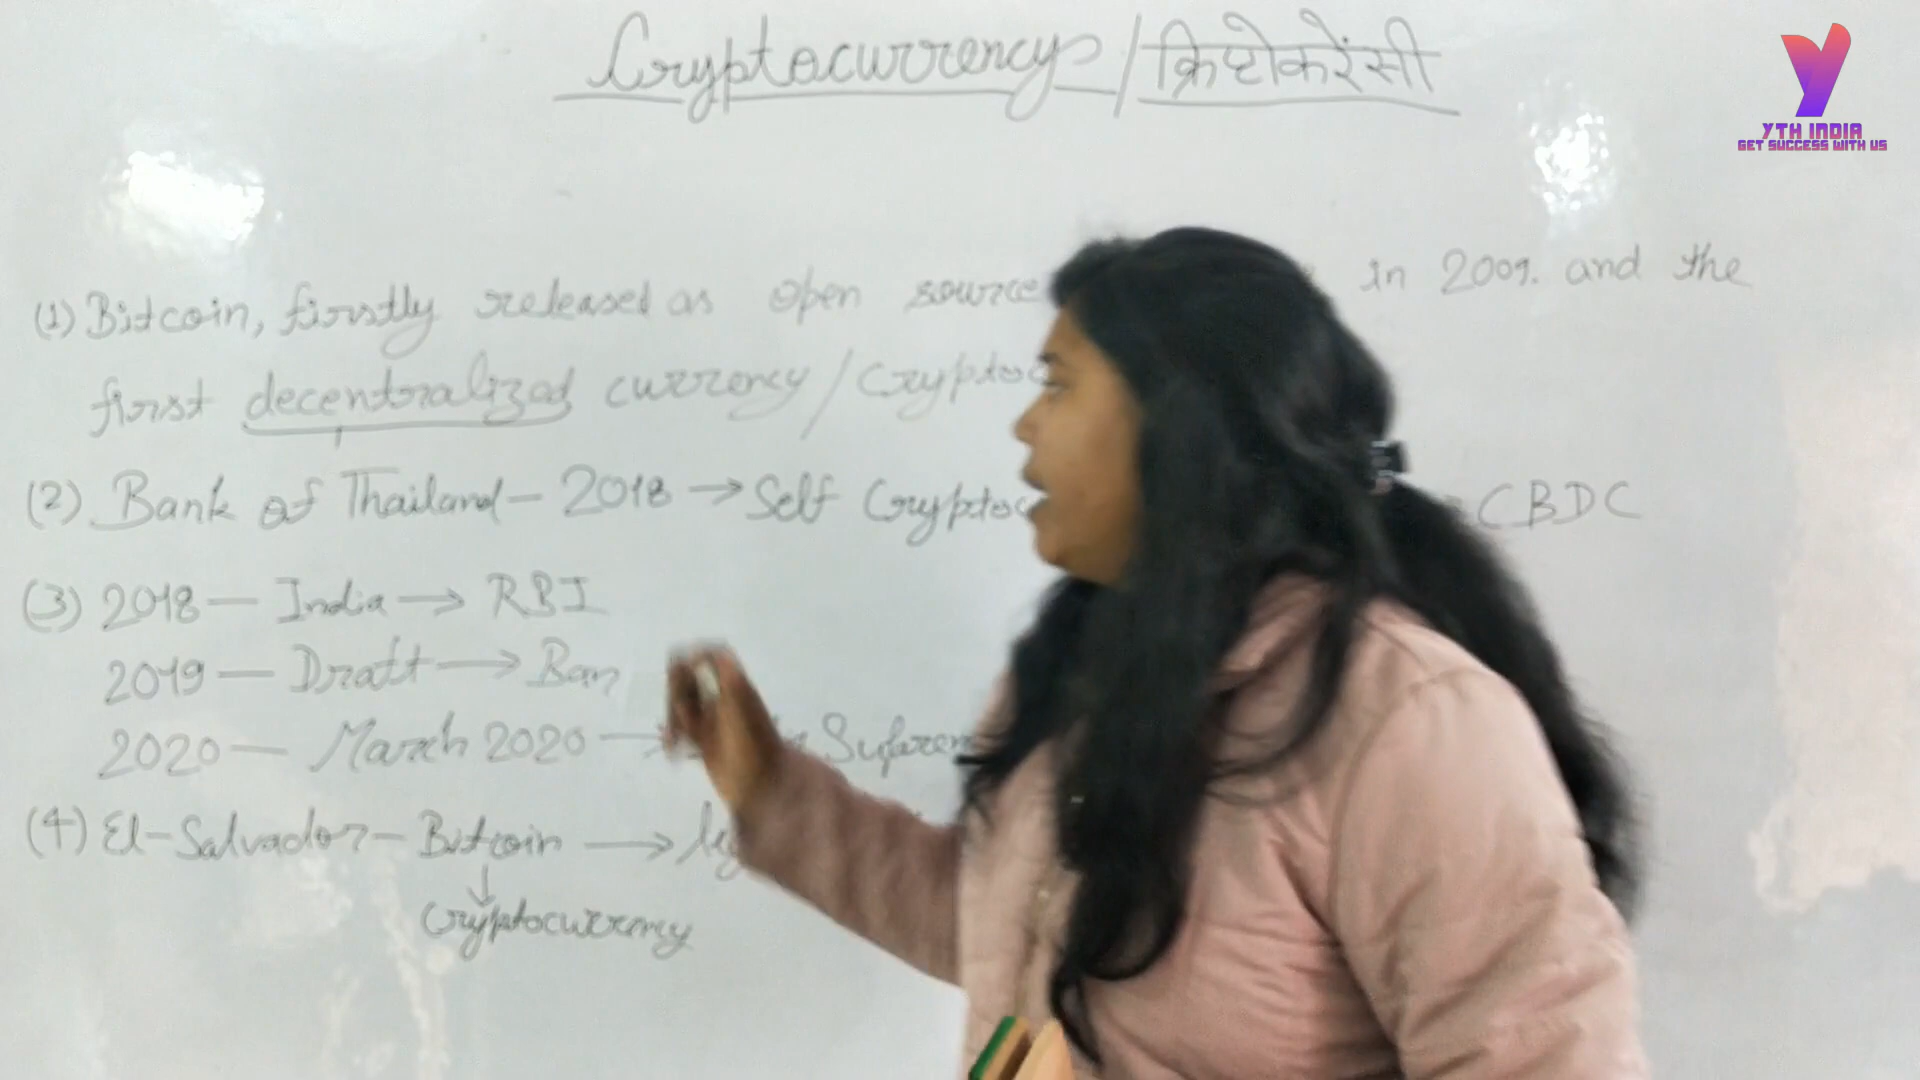 Cryptocurrency / क्रिप्टोकरेंसी
YTH INDIA
GET SUCCESS WITH US
(1) Bitcoin, firstly released as open source in 2009. and the
first decentralized currency / Cryptoc
(2) Bank of Thailand – 2018 → Self Cryptoc CBDC
(3) 2018 — India → RBI
2019 — Draft → Ban
2020 — March 2020 →
(4) El-Salvador – Bitcoin →
↓
Cryptocurrency